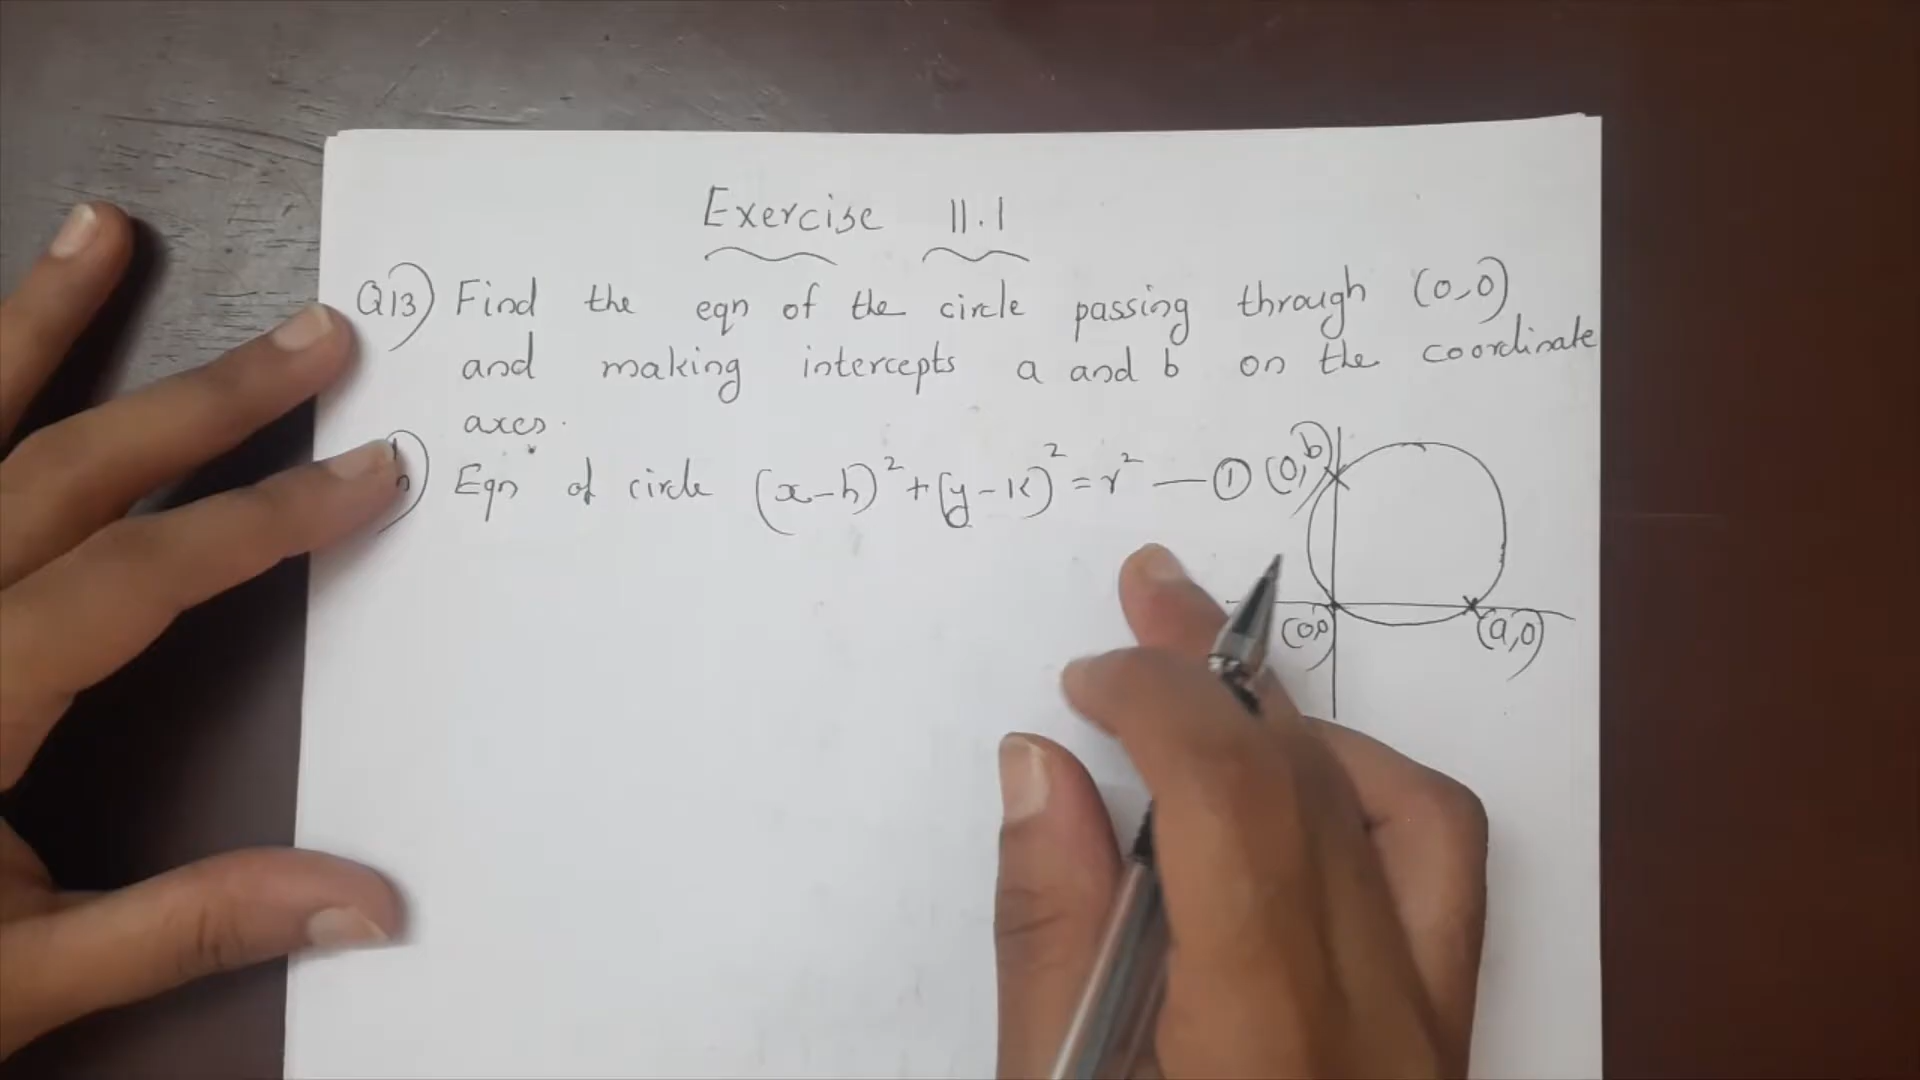 Exercise 11.1
Q13) Find the eqn of the circle passing through (0,0)
and making intercepts a and b on the coordinate
axes.
Eqn of circle (x-h)²+(y-k)²=r² — ①
(0,b)
(0,0)
(a,0)